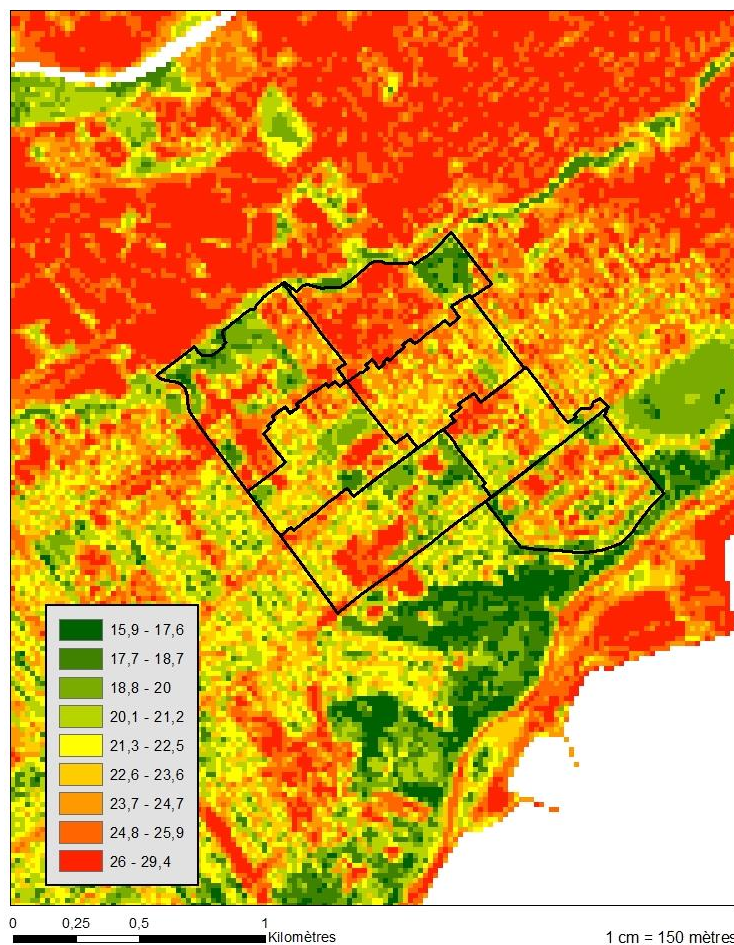 15,9 - 17,6
17,7 - 18,7
18,8 - 20
20,1 - 21,2
21,3 - 22,5
22,6 - 23,6
23,7 - 24,7
24,8 - 25,9
26 - 29,4
0 0,25 0,5 1
Kilomètres
1 cm = 150 mètres